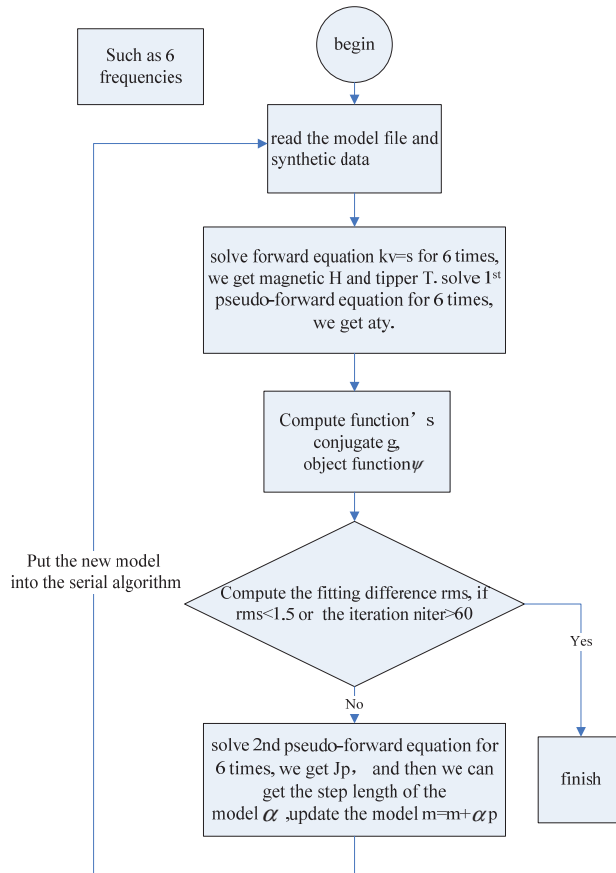 Such as 6
frequencies
begin
read the model file and
synthetic data
solve forward equation kv=s for 6 times,
we get magnetic H and tipper T. solve 1st
pseudo-forward equation for 6 times,
we get aty.
Compute function’s
conjugate g,
object functionψ
Put the new model
into the serial algorithm
Compute the fitting difference rms, if
rms<1.5 or the iteration niter>60
Yes
No
solve 2nd pseudo-forward equation for
6 times, we get Jp, and then we can
get the step length of the
model α ,update the model m=m+αp
finish